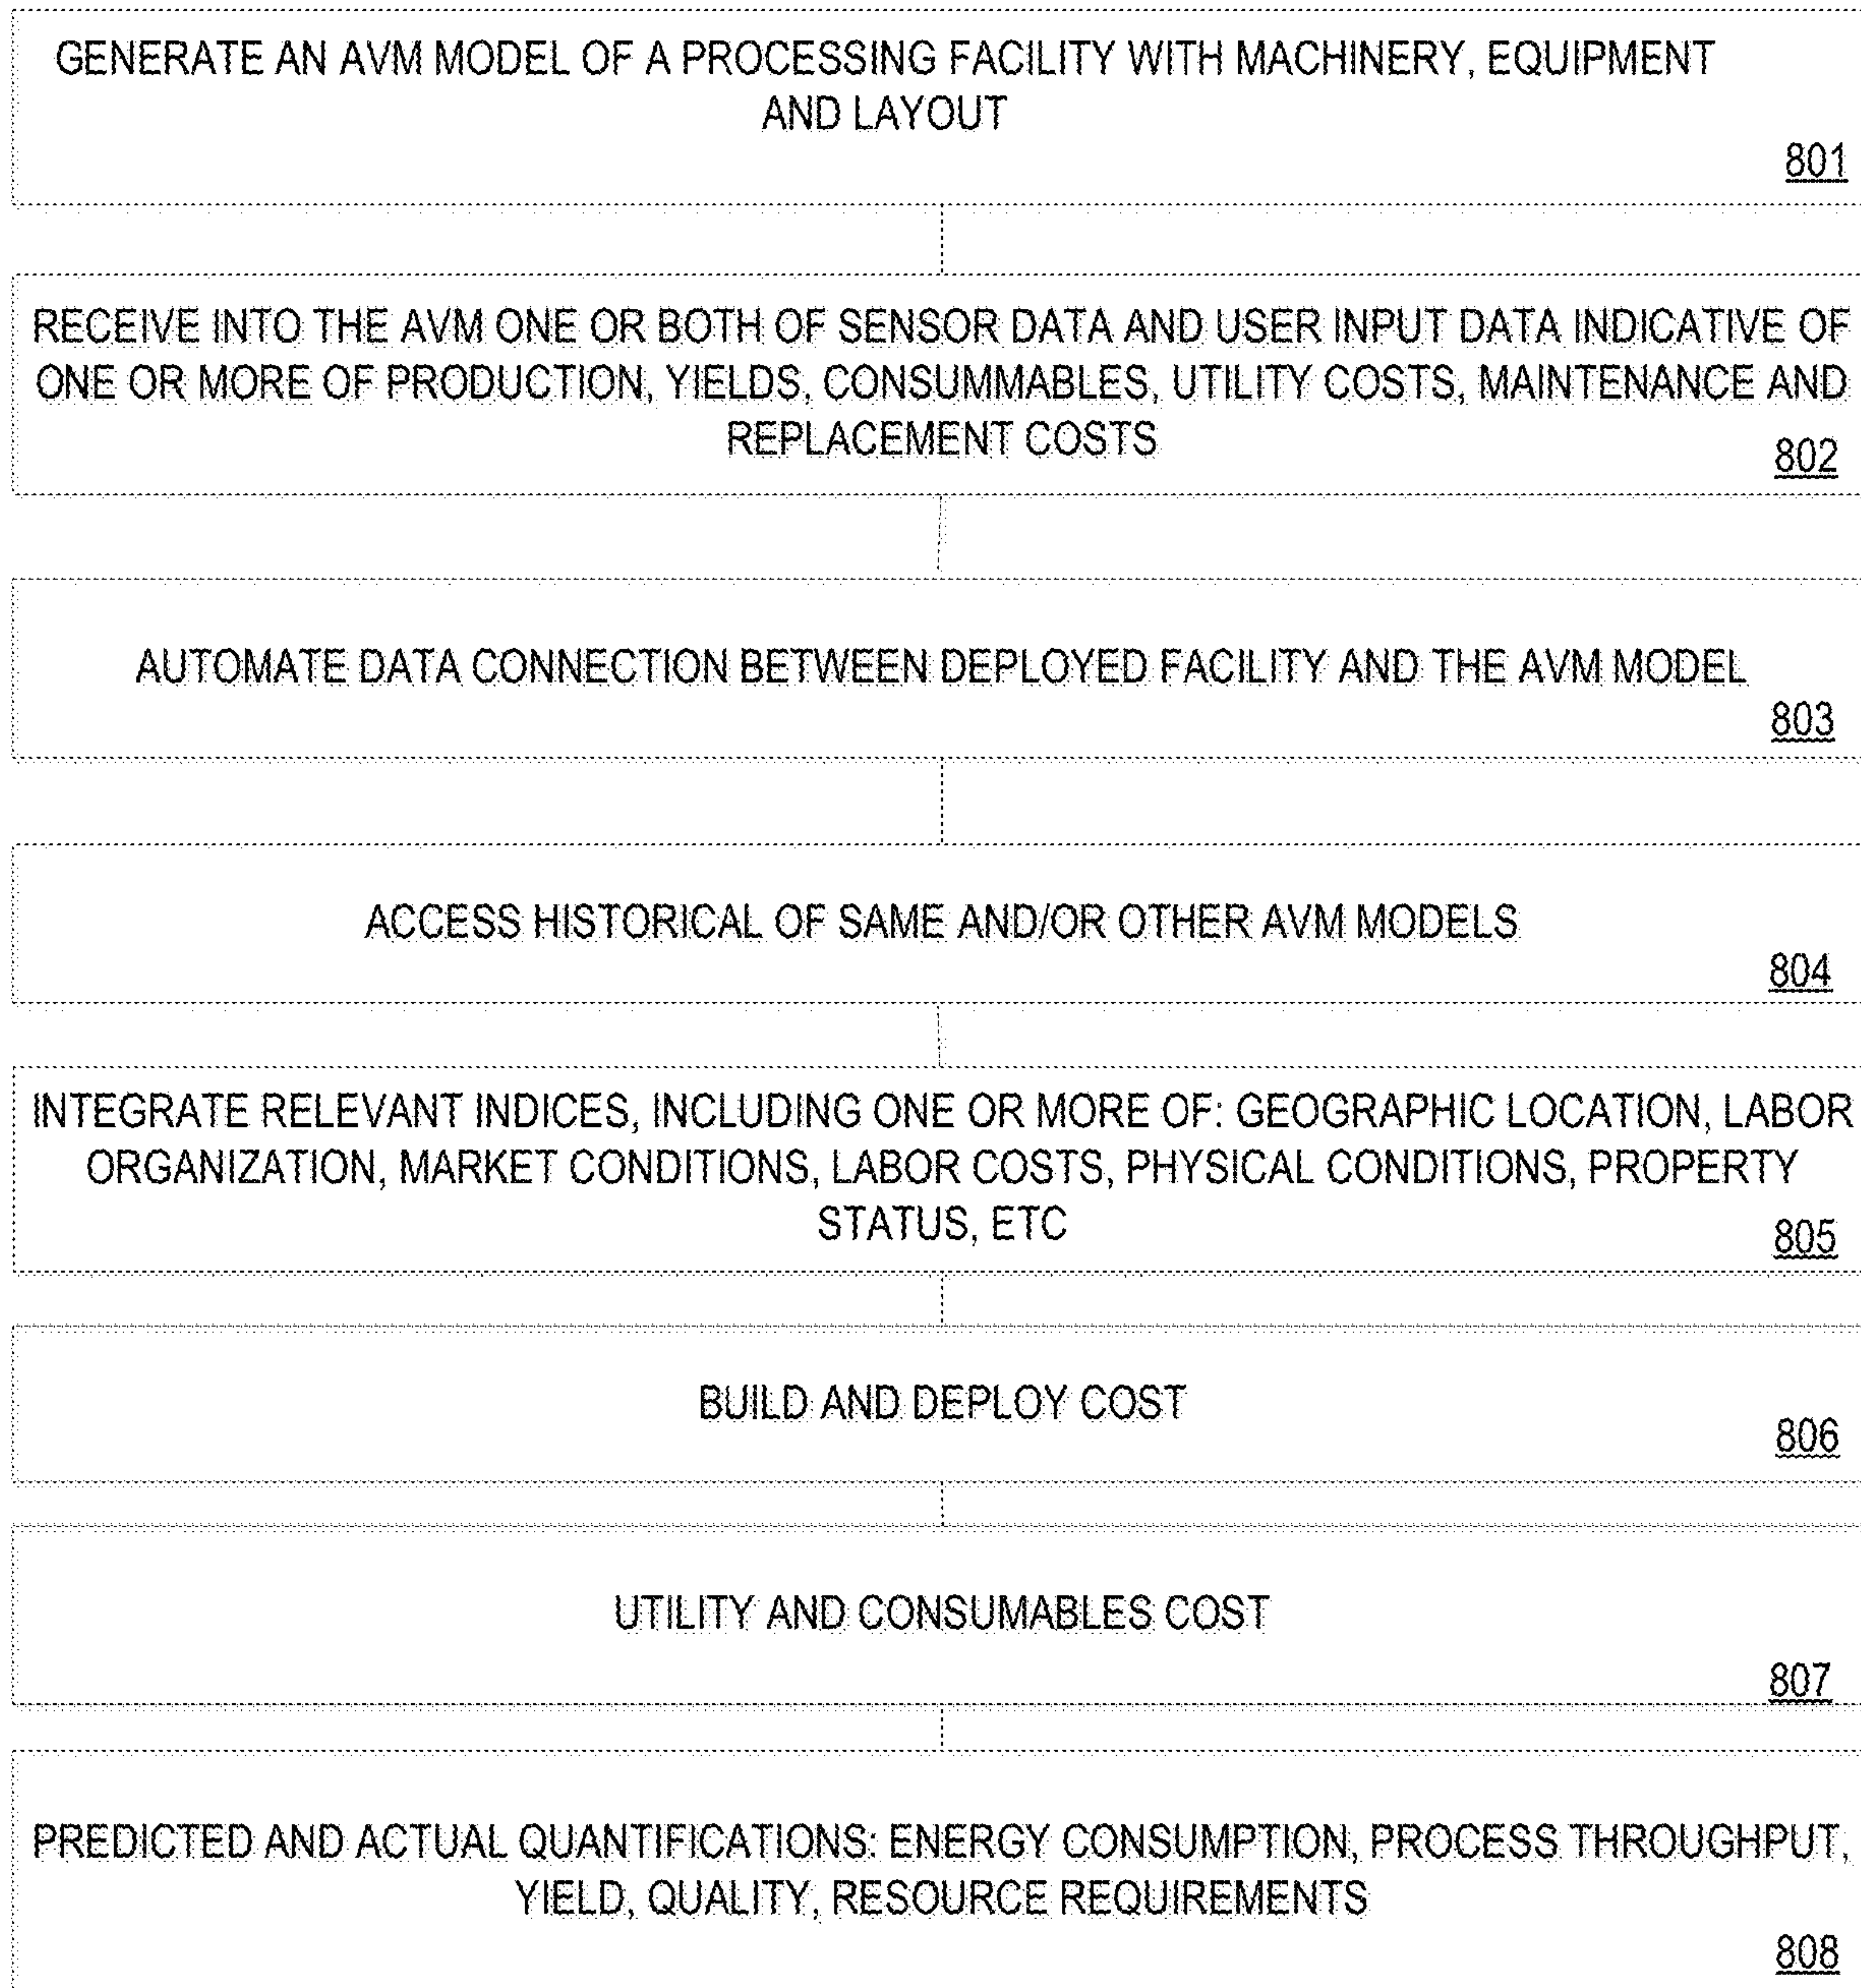 GENERATE AN AVM MODEL OF A PROCESSING FACILITY WITH MACHINERY, EQUIPMENT
AND LAYOUT
801
RECEIVE INTO THE AVM ONE OR BOTH OF SENSOR DATA AND USER INPUT DATA INDICATIVE OF
ONE OR MORE OF PRODUCTION, YIELDS, CONSUMMABLES, UTILITY COSTS, MAINTENANCE AND
REPLACEMENT COSTS
802
AUTOMATE DATA CONNECTION BETWEEN DEPLOYED FACILITY AND THE AVM MODEL
803
ACCESS HISTORICAL OF SAME AND/OR OTHER AVM MODELS
804
INTEGRATE RELEVANT INDICES, INCLUDING ONE OR MORE OF: GEOGRAPHIC LOCATION, LABOR
ORGANIZATION, MARKET CONDITIONS, LABOR COSTS, PHYSICAL CONDITIONS, PROPERTY
STATUS, ETC
805
BUILD AND DEPLOY COST
806
UTILITY AND CONSUMABLES COST
807
PREDICTED AND ACTUAL QUANTIFICATIONS: ENERGY CONSUMPTION, PROCESS THROUGHPUT,
YIELD, QUALITY, RESOURCE REQUIREMENTS
808